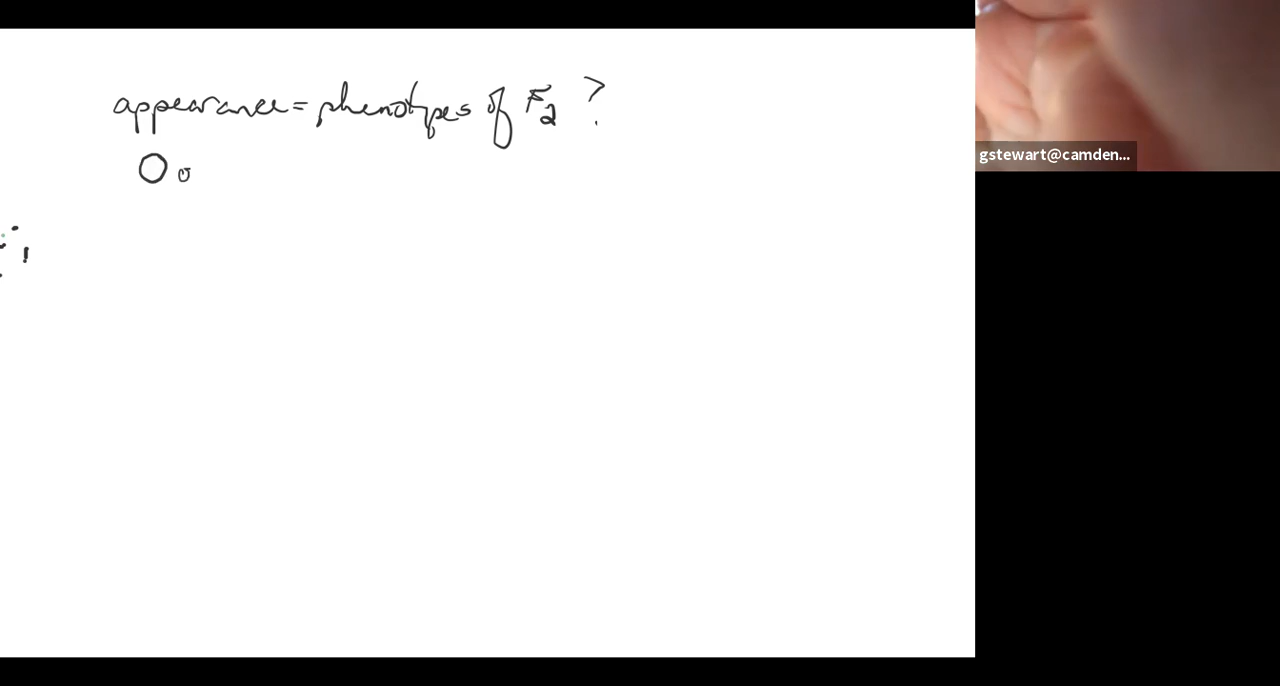 appearance = phenotypes of F2 ?
O o
gstewart@camden...